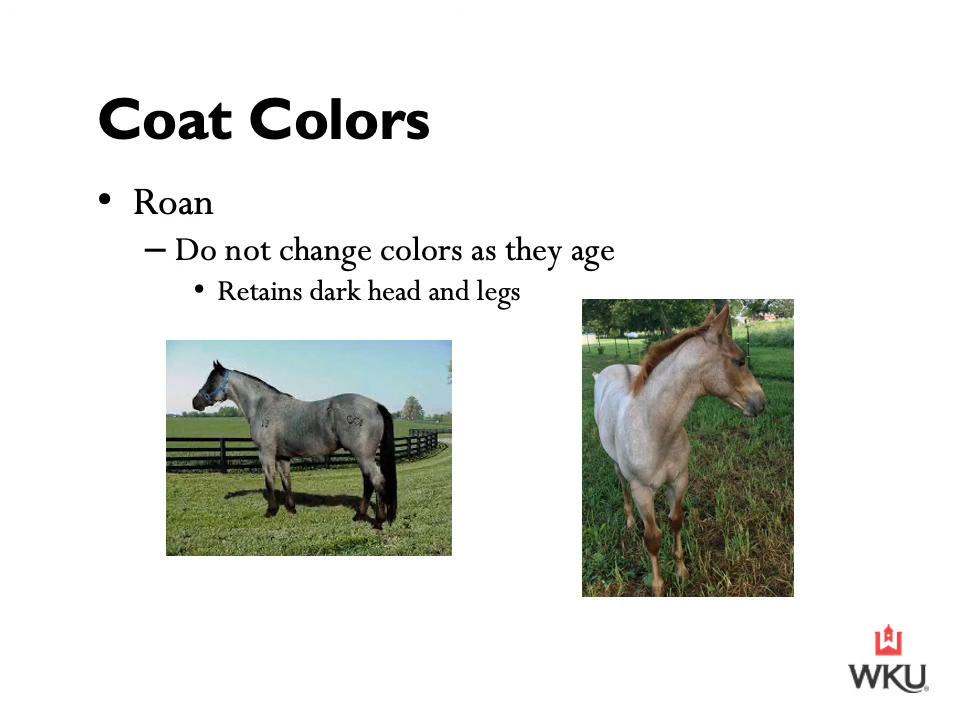 Coat Colors
• Roan
– Do not change colors as they age
• Retains dark head and legs
WKU®